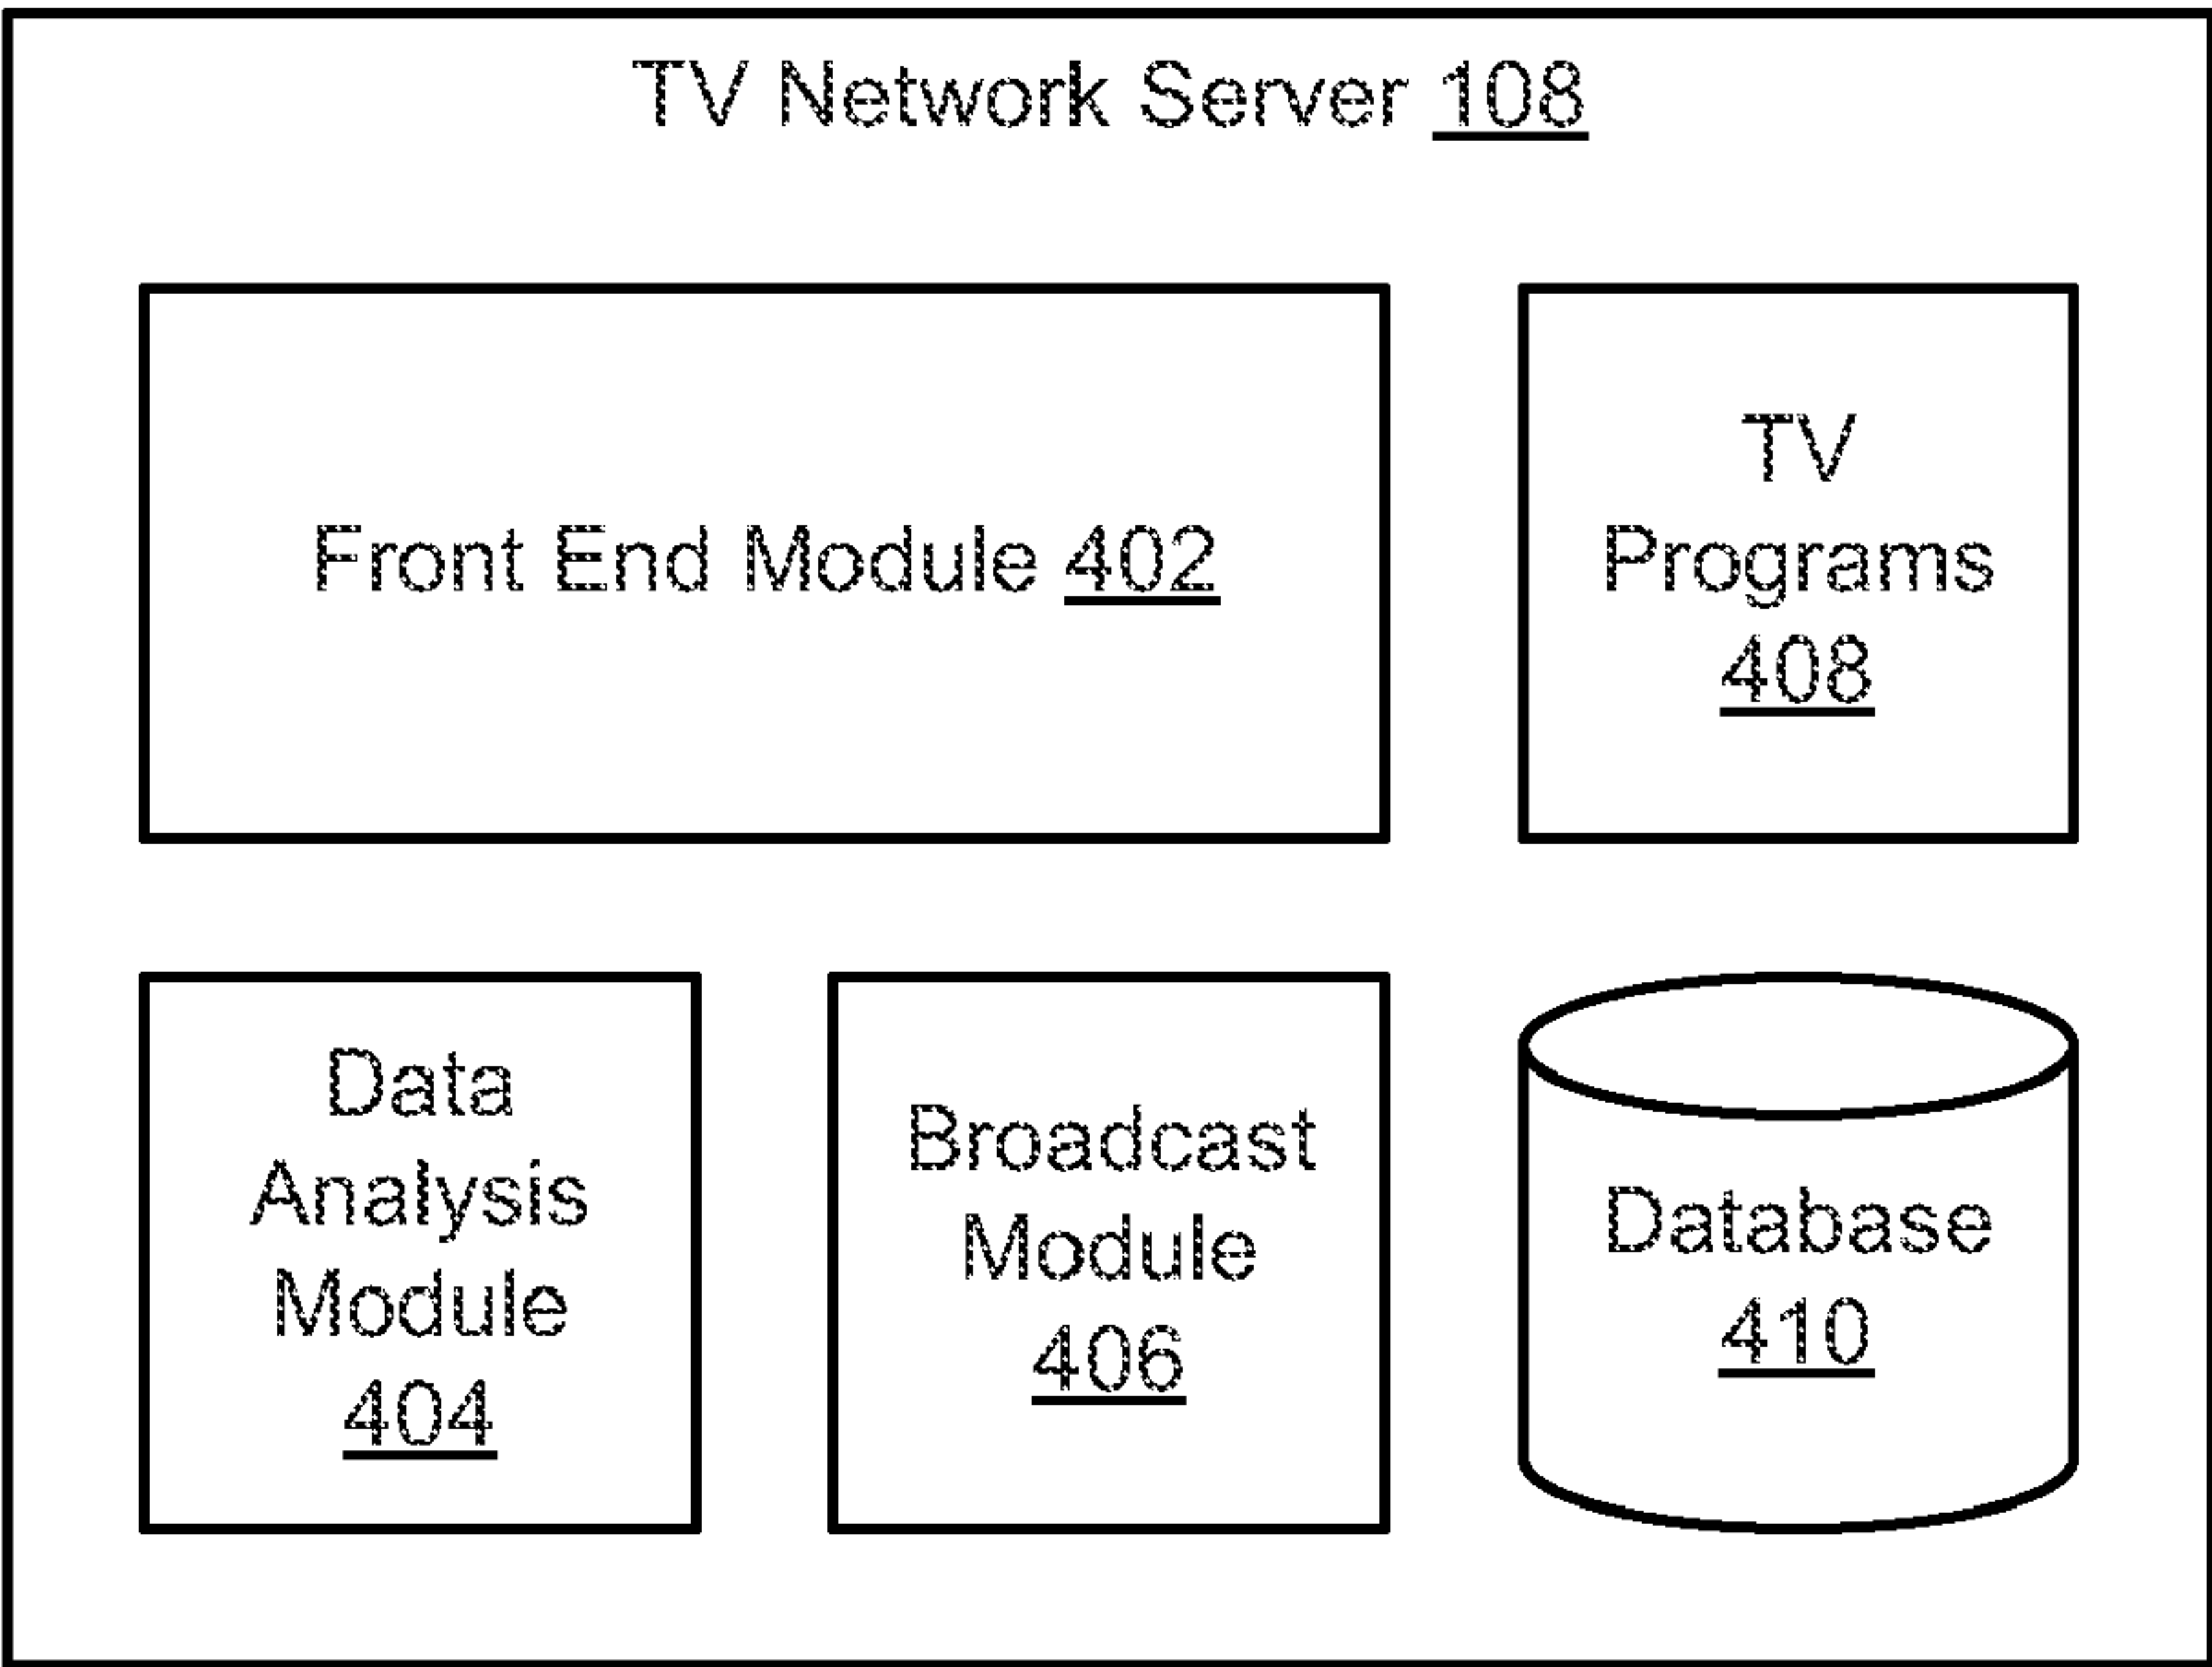 TV Network Server 108
Front End Module 402
TV
Programs
408
Data
Analysis
Module
404
Broadcast
Module
406
Database
410